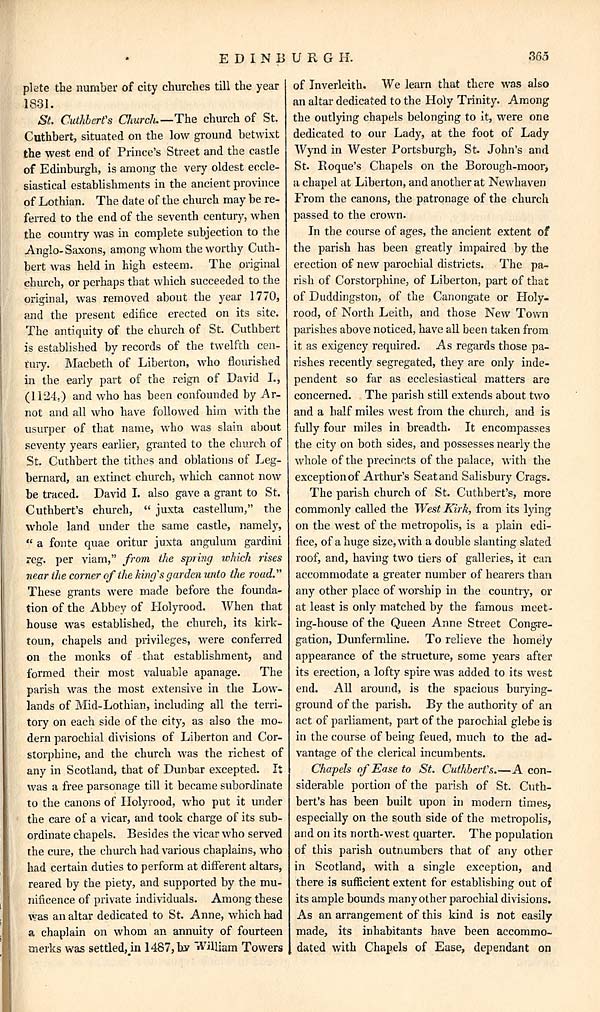 EDINBURGH.
365
plete the number of city churches till the year
1831.
St. Cuthbert's Church.—The church of St.
Cuthbert, situated on the low ground betwixt
the west end of Prince's Street and the castle
of Edinburgh, is among the very oldest eccle-
siastical establishments in the ancient province
of Lothian. The date of the church may be re-
ferred to the end of the seventh century, when
the country was in complete subjection to the
Anglo-Saxons, among whom the worthy Cuth-
bert was held in high esteem. The original
church, or perhaps that which succeeded to the
original, was removed about the year 1770,
and the present edifice erected on its site.
The antiquity of the church of St. Cuthbert
is established by records of the twelfth cen-
tury. Macbeth of Liberton, who flourished
in the early part of the reign of David I.,
(1124,) and who has been confounded by Ar-
not and all who have followed him with the
usurper of that name, who was slain about
seventy years earlier, granted to the church of
St. Cuthbert the tithes and oblations of Leg-
bernard, an extinct church, which cannot now
be traced. David I. also gave a grant to St.
Cuthbert's church, “ juxta castellum,” the
whole land under the same castle, namely,
“ a fonte quae oritur juxta angulum gardini
reg. per viam,” from the spring which rises
near the corner of the king's garden unto the road.”
These grants were made before the founda-
tion of the Abbey of Holyrood. When that
house was established, the church, its kirk-
toun, chapels and privileges, were conferred
on the monks of that establishment, and
formed their most valuable apanage. The
parish was the most extensive in the Low-
lands of Mid-Lothian, including all the terri-
tory on each side of the city, as also the mo-
dern parochial divisions of Liberton and Cor-
storphine, and the church was the richest of
any in Scotland, that of Dunbar excepted. It
was a free parsonage till it became subordinate
to the canons of Holyrood, who put it under
the care of a vicar, and took charge of its sub-
ordinate chapels. Besides the vicar who served
the cure, the church had various chaplains, who
had certain duties to perform at different altars,
reared by the piety, and supported by the mu-
nificence of private individuals. Among these
was an altar dedicated to St. Anne, which had
a chaplain on whom an annuity of fourteen
merks was settled, in 1487, by William Towers
of Inverleith. We learn that there was also
an altar dedicated to the Holy Trinity. Among
the outlying chapels belonging to it, were one
dedicated to our Lady, at the foot of Lady
Wynd in Wester Portsburgh, St. John's and
St. Roque's Chapels on the Borough-moor,
a chapel at Liberton, and another at Newhaven
From the canons, the patronage of the church
passed to the crown.
In the course of ages, the ancient extent of
the parish has been greatly impaired by the
erection of new parochial districts. The pa-
rish of Corstorphine, of Liberton, part of that
of Duddingston, of the Canongate or Holy-
rood, of North Leith, and those New Town
parishes above noticed, have all been taken from
it as exigency required. As regards those pa-
rishes recently segregated, they are only inde-
pendent so far as ecclesiastical matters are
concerned. The parish still extends about two
and a half miles west from the church, and is
fully four miles in breadth. It encompasses
the city on both sides, and possesses nearly the
whole of the precincts of the palace, with the
exception of Arthur's Seat and Salisbury Crags.
The parish church of St. Cuthbert's, more
commonly called the West Kirk, from its lying
on the west of the metropolis, is a plain edi-
fice, of a huge size, with a double slanting slated
roof, and, having two tiers of galleries, it can
accommodate a greater number of hearers than
any other place of worship in the country, or
at least is only matched by the famous meet-
ing-house of the Queen Anne Street Congre-
gation, Dunfermline. To relieve the homely
appearance of the structure, some years after
its erection, a lofty spire was added to its west
end. All around, is the spacious burying-
ground of the parish. By the authority of an
act of parliament, part of the parochial glebe is
in the course of being feued, much to the ad-
vantage of the clerical incumbents.
Chapels of Ease to St. Cuthbert's.—A con-
siderable portion of the parish of St. Cuth-
bert's has been built upon in modern times,
especially on the south side of the metropolis,
and on its north-west quarter. The population
of this parish outnumbers that of any other
in Scotland, with a single exception, and
there is sufficient extent for establishing out of
its ample bounds many other parochial divisions.
As an arrangement of this kind is not easily
made, its inhabitants have been accommo-
dated with Chapels of Ease, dependant on